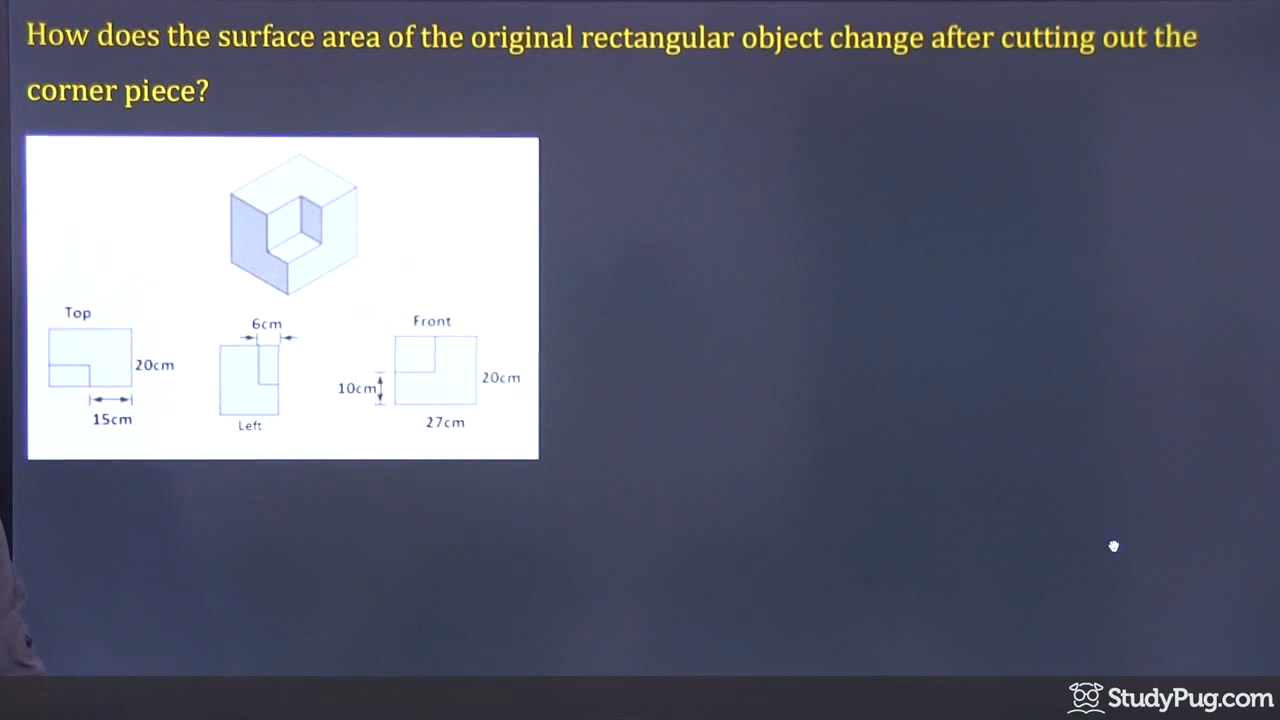 How does the surface area of the original rectangular object change after cutting out the
corner piece?
Top
20cm
15cm
6cm
Left
Front
10cm
20cm
27cm
StudyPug.com